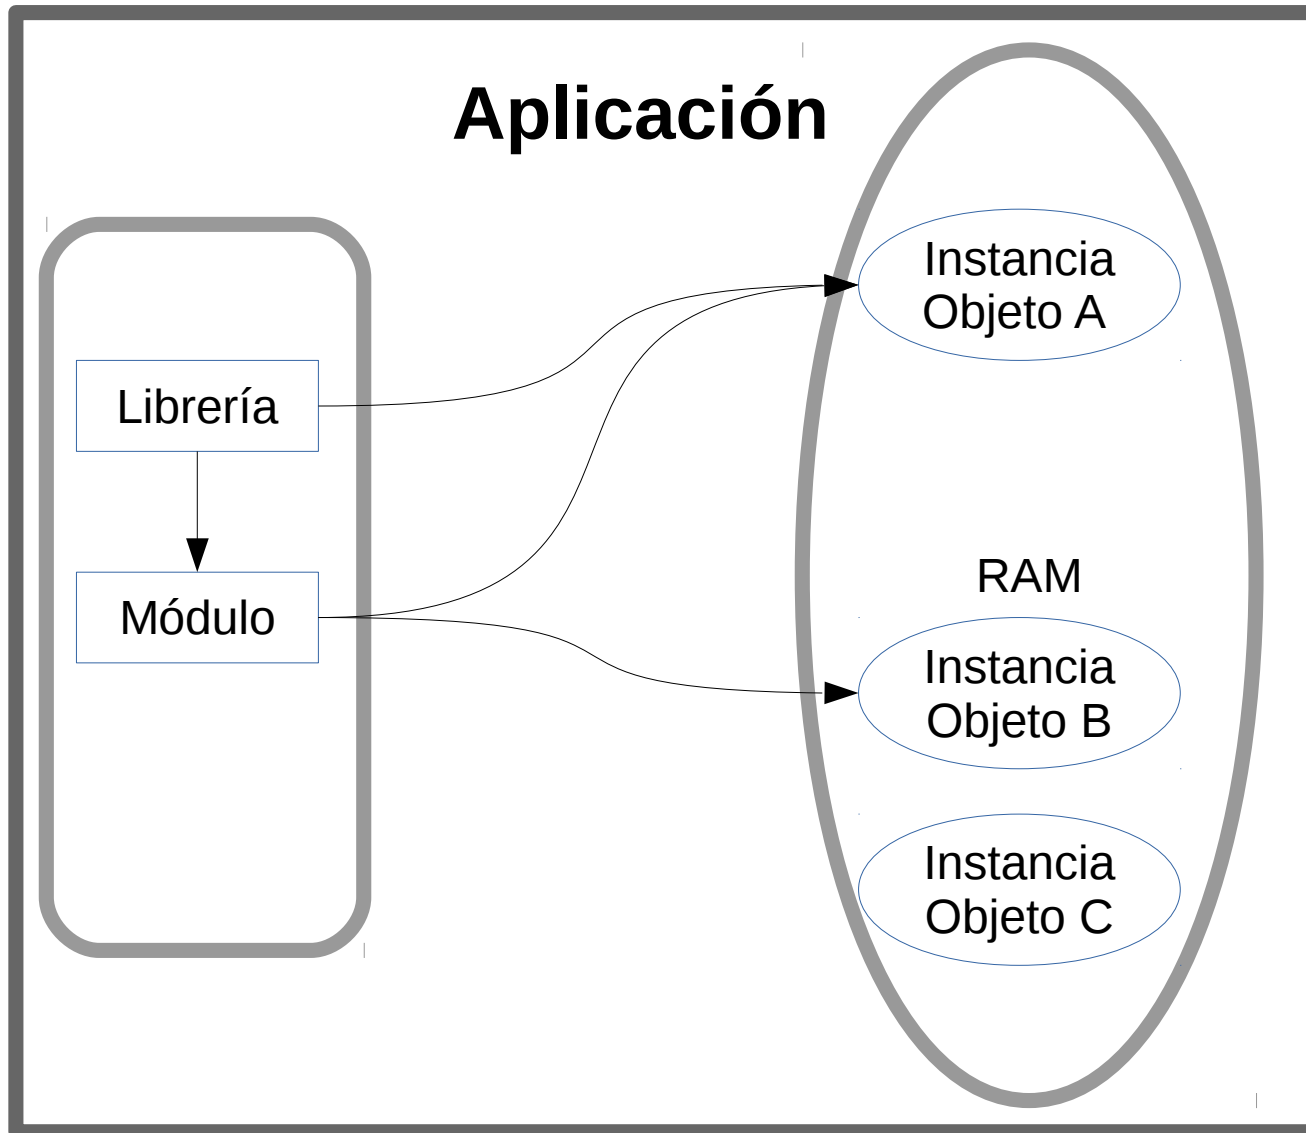 Aplicación
Librería
Módulo
Instancia
Objeto A
RAM
Instancia
Objeto B
Instancia
Objeto C